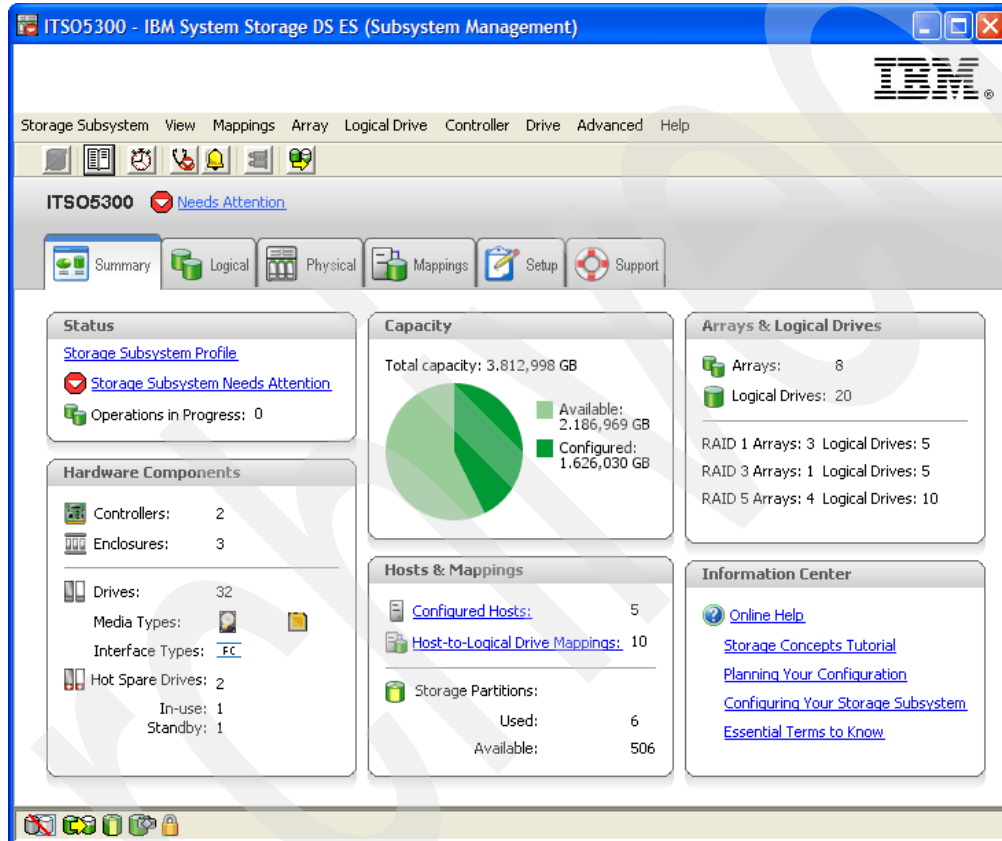 ITSO5300 - IBM System Storage DS ES (Subsystem Management)
IBM®
Storage Subsystem View Mappings Array Logical Drive Controller Drive Advanced Help
ITSO5300 Needs Attention
Summary Logical Physical Mappings Setup Support
Status
Storage Subsystem Profile
Storage Subsystem Needs Attention
Operations in Progress: 0
Hardware Components
Controllers: 2
Enclosures: 3
Drives: 32
Media Types:
Interface Types: FC
Hot Spare Drives: 2
In-use: 1
Standby: 1
Capacity
Total capacity: 3.812,998 GB
Available:
2.186,969 GB
Configured:
1.626,030 GB
Hosts & Mappings
Configured Hosts: 5
Host-to-Logical Drive Mappings: 10
Storage Partitions:
Used: 6
Available: 506
Arrays & Logical Drives
Arrays: 8
Logical Drives: 20
RAID 1 Arrays: 3 Logical Drives: 5
RAID 3 Arrays: 1 Logical Drives: 5
RAID 5 Arrays: 4 Logical Drives: 10
Information Center
Online Help
Storage Concepts Tutorial
Planning Your Configuration
Configuring Your Storage Subsystem
Essential Terms to Know